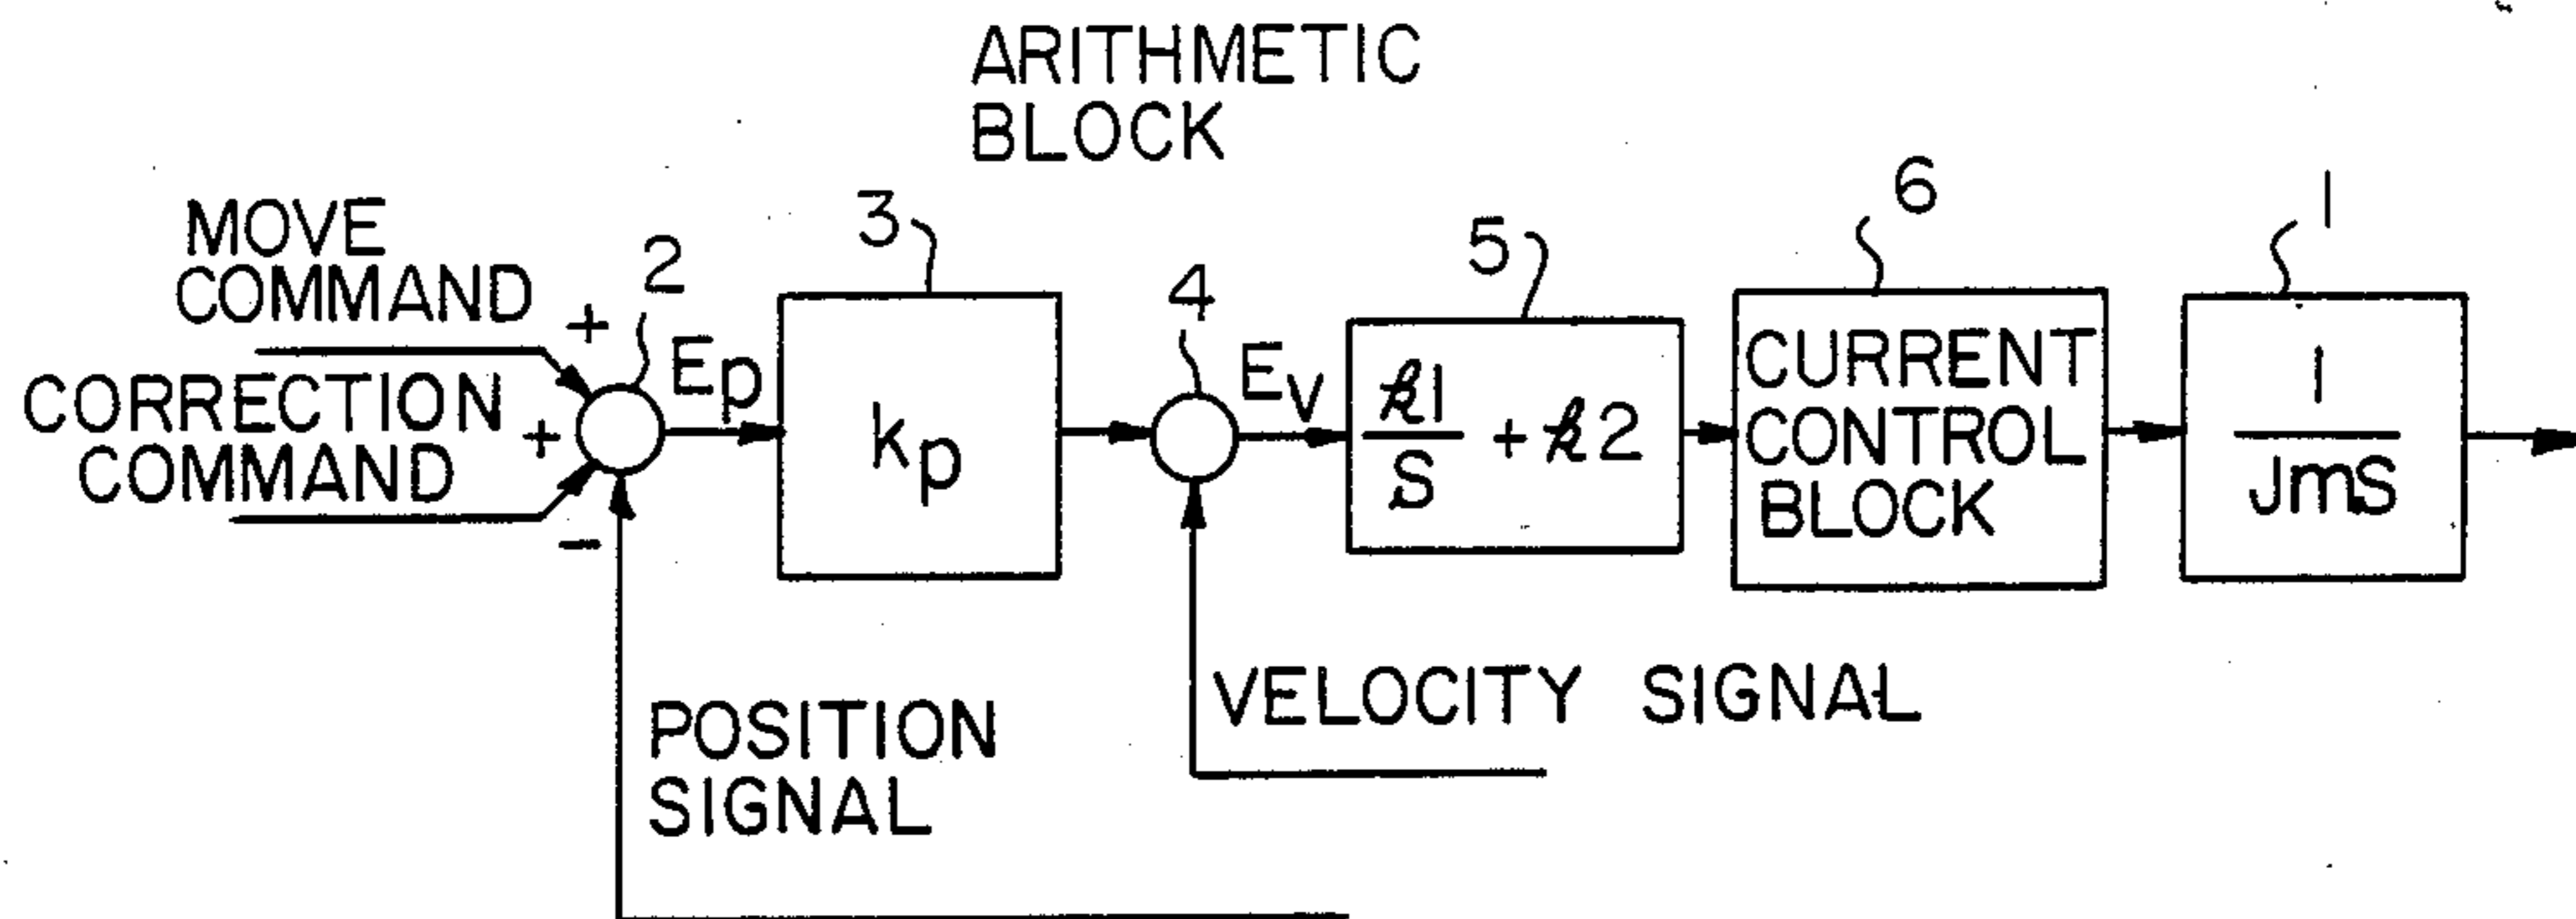 ARITHMETIC
BLOCK
MOVE
COMMAND
CORRECTION
COMMAND
+
+
−
2
Ep
3
kp
4
Ev
5
k1
S
+ k2
6
CURRENT
CONTROL
BLOCK
1
1
JmS
POSITION
SIGNAL
VELOCITY SIGNAL